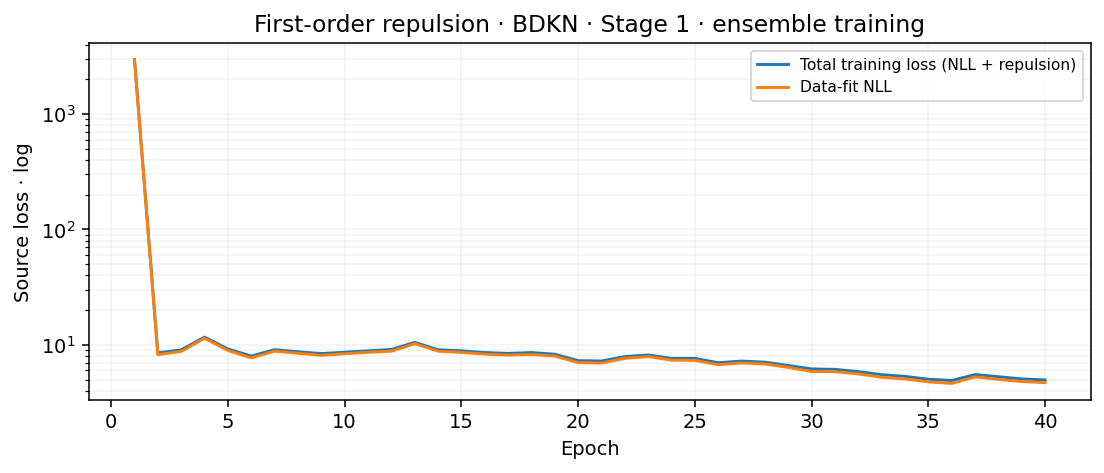 First-order repulsion · BDKN · Stage 1 · ensemble training
Total training loss (NLL + repulsion)
Data-fit NLL
Source loss · log
10³
10²
10¹
0 5 10 15 20 25 30 35 40
Epoch